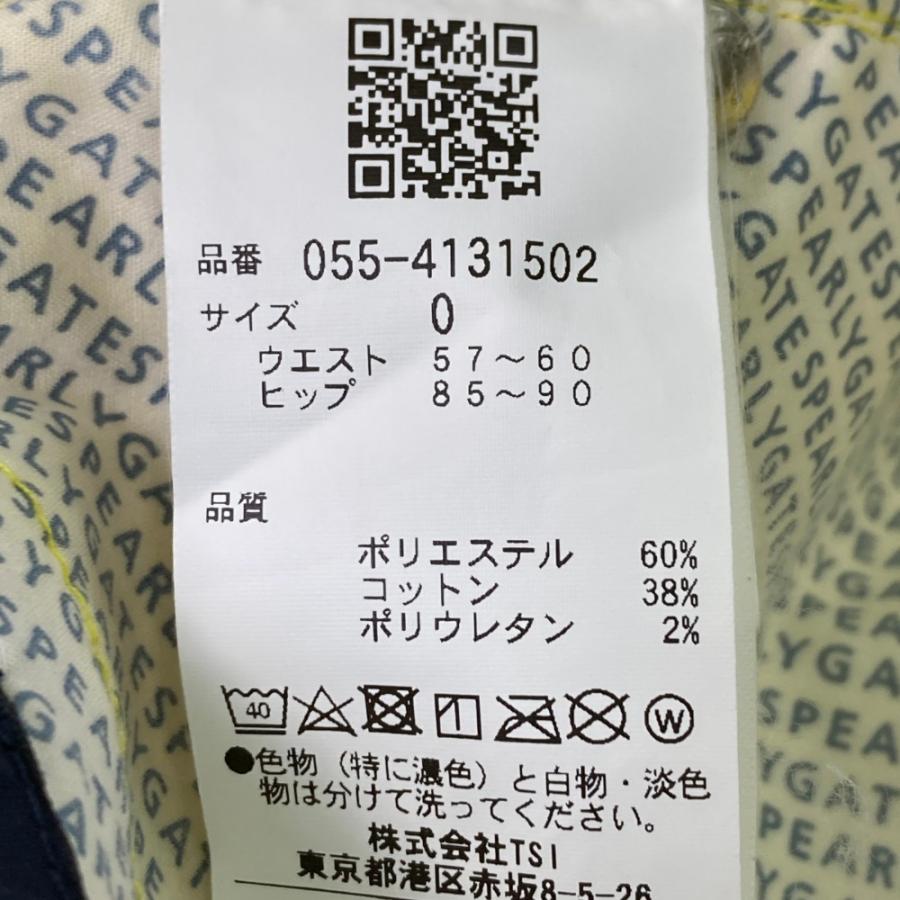 品番 055-4131502
サイズ 0
ウエスト 57～60
ヒップ 85～90
品質
ポリエステル 60%
コットン 38%
ポリウレタン 2%
40 W
●色物（特に濃色）と白物・淡色
物は分けて洗ってください。
株式会社TSI
東京都港区赤坂8-5-26
PEARLY GATES